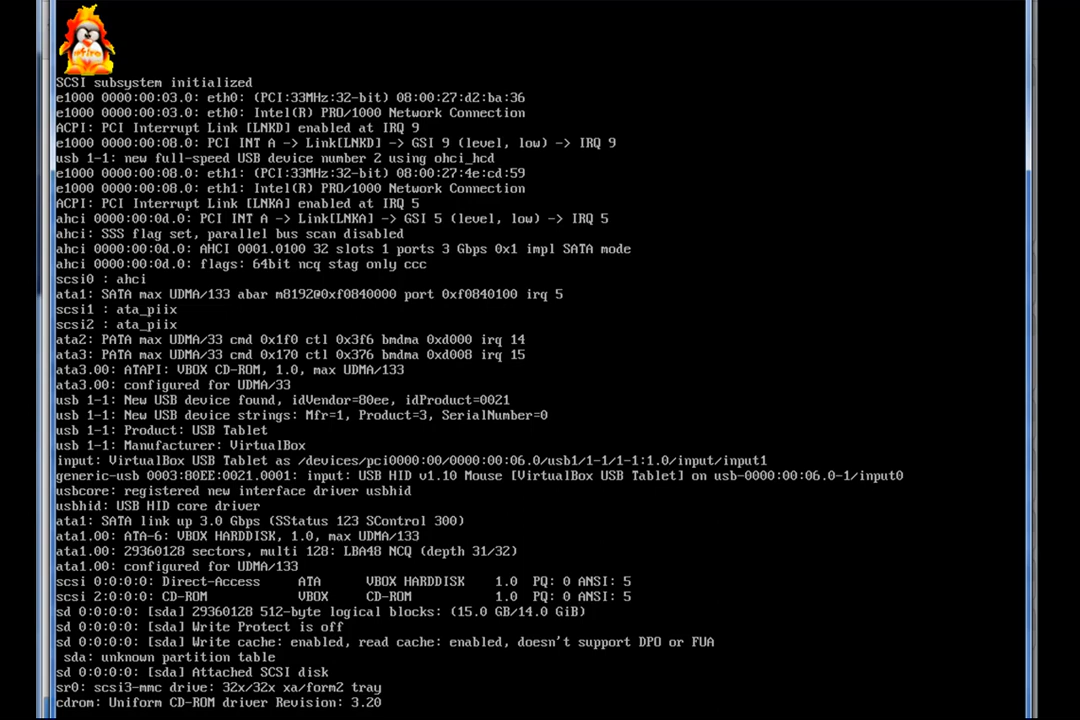 SCSI subsystem initialized
e1000 0000:00:03.0: eth0: (PCI:33MHz:32-bit) 08:00:27:d2:ba:36
e1000 0000:00:03.0: eth0: Intel(R) PRO/1000 Network Connection
ACPI: PCI Interrupt Link [LNKD] enabled at IRQ 9
e1000 0000:00:08.0: PCI INT A -> Link[LNKD] -> GSI 9 (level, low) -> IRQ 9
usb 1-1: new full-speed USB device number 2 using ohci_hcd
e1000 0000:00:08.0: eth1: (PCI:33MHz:32-bit) 08:00:27:4e:cd:59
e1000 0000:00:08.0: eth1: Intel(R) PRO/1000 Network Connection
ACPI: PCI Interrupt Link [LNKA] enabled at IRQ 5
ahci 0000:00:0d.0: PCI INT A -> Link[LNKA] -> GSI 5 (level, low) -> IRQ 5
ahci: SSS flag set, parallel bus scan disabled
ahci 0000:00:0d.0: AHCI 0001.0100 32 slots 1 ports 3 Gbps 0x1 impl SATA mode
ahci 0000:00:0d.0: flags: 64bit ncq stag only ccc
scsi0 : ahci
ata1: SATA max UDMA/133 abar m8192@0xf0840000 port 0xf0840100 irq 5
scsi1 : ata_piix
scsi2 : ata_piix
ata2: PATA max UDMA/33 cmd 0x1f0 ctl 0x3f6 bmdma 0xd000 irq 14
ata3: PATA max UDMA/33 cmd 0x170 ctl 0x376 bmdma 0xd008 irq 15
ata3.00: ATAPI: VBOX CD-ROM, 1.0, max UDMA/133
ata3.00: configured for UDMA/33
usb 1-1: New USB device found, idVendor=80ee, idProduct=0021
usb 1-1: New USB device strings: Mfr=1, Product=3, SerialNumber=0
usb 1-1: Product: USB Tablet
usb 1-1: Manufacturer: VirtualBox
input: VirtualBox USB Tablet as /devices/pci0000:00/0000:00:06.0/usb1/1-1/1-1:1.0/input/input1
generic-usb 0003:80EE:0021.0001: input: USB HID v1.10 Mouse [VirtualBox USB Tablet] on usb-0000:00:06.0-1/input0
usbcore: registered new interface driver usbhid
usbhid: USB HID core driver
ata1: SATA link up 3.0 Gbps (SStatus 123 SControl 300)
ata1.00: ATA-6: VBOX HARDDISK, 1.0, max UDMA/133
ata1.00: 29360128 sectors, multi 128: LBA48 NCQ (depth 31/32)
ata1.00: configured for UDMA/133
scsi 0:0:0:0: Direct-Access     ATA      VBOX HARDDISK    1.0  PQ: 0 ANSI: 5
scsi 2:0:0:0: CD-ROM            VBOX     CD-ROM           1.0  PQ: 0 ANSI: 5
sd 0:0:0:0: [sda] 29360128 512-byte logical blocks: (15.0 GB/14.0 GiB)
sd 0:0:0:0: [sda] Write Protect is off
sd 0:0:0:0: [sda] Write cache: enabled, read cache: enabled, doesn't support DPO or FUA
sda: unknown partition table
sd 0:0:0:0: [sda] Attached SCSI disk
sr0: scsi3-mmc drive: 32x/32x xa/form2 tray
cdrom: Uniform CD-ROM driver Revision: 3.20